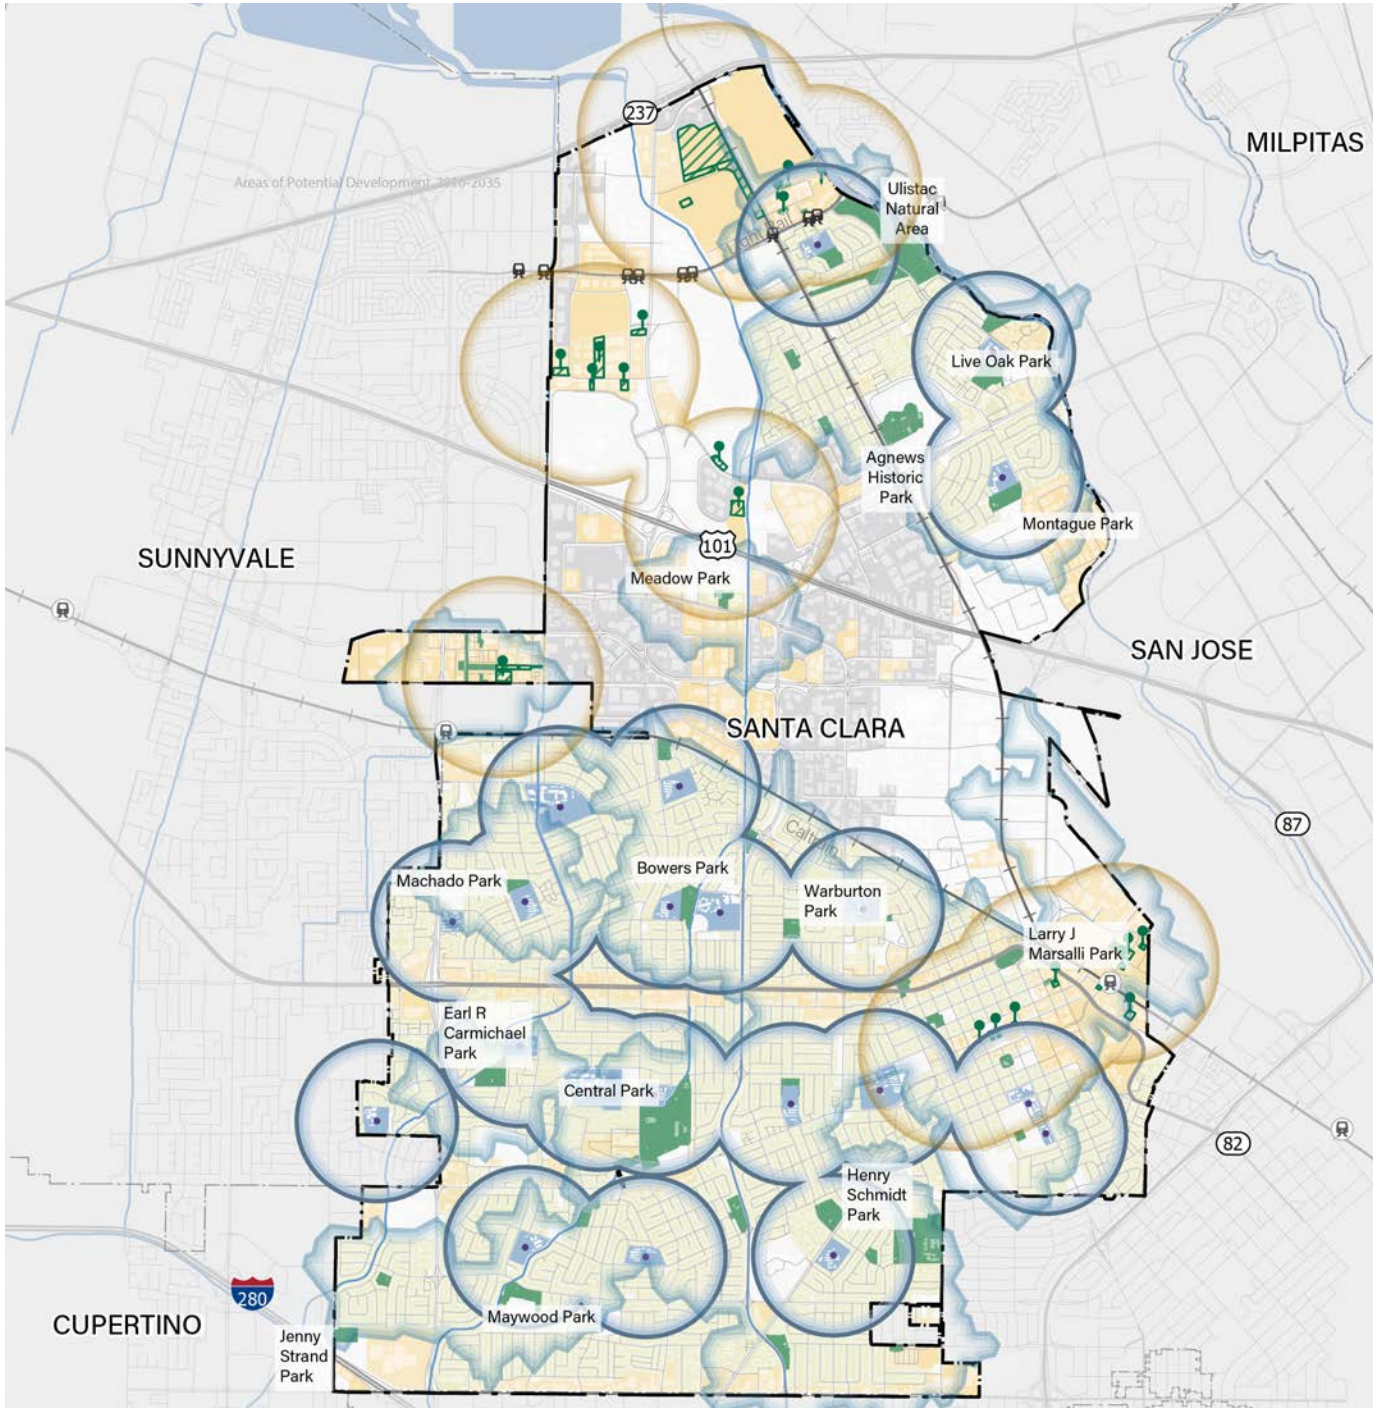 237
MILPITAS
Areas of Potential Development, 2010-2035
Ulistac
Natural
Area
Light Rail
Live Oak Park
Agnews
Historic
Park
Montague Park
101
SUNNYVALE
Meadow Park
SAN JOSE
SANTA CLARA
87
Caltrain
Bowers Park
Machado Park
Warburton
Park
Larry J
Marsalli Park
Earl R
Carmichael
Park
Central Park
82
Henry
Schmidt
Park
280
CUPERTINO
Maywood Park
Jenny
Strand
Park